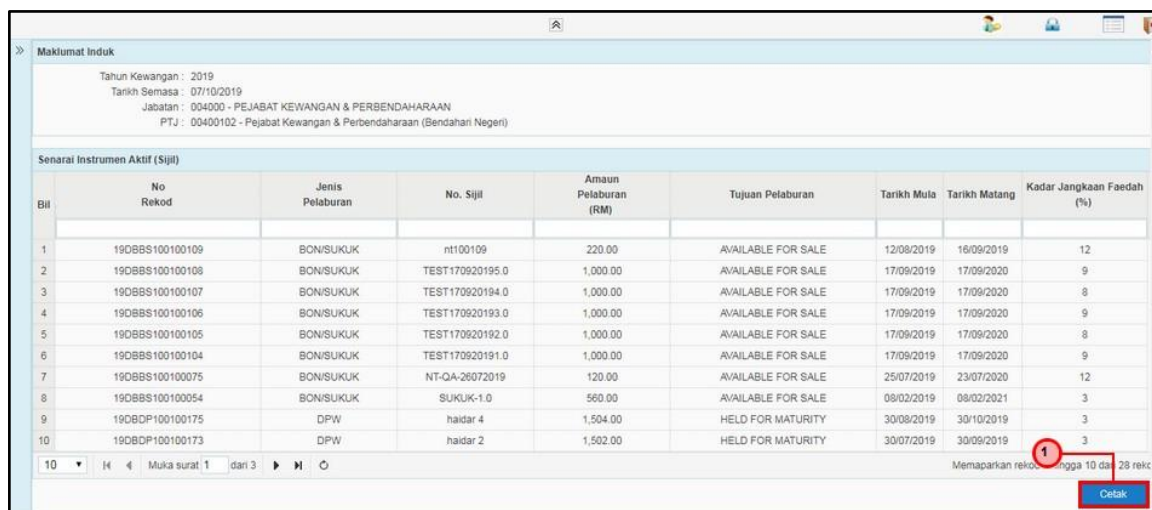 Maklumat Induk
Tahun Kewangan : 2019
Tarikh Semasa : 07/10/2019
Jabatan : 004000 - PEJABAT KEWANGAN & PERBENDAHARAAN
PTJ : 00400102 - Pejabat Kewangan & Perbendaharaan (Bendahari Negeri)
Senarai Instrumen Aktif (Sijil)
Bil No Rekod Jenis Pelaburan No. Sijil Amaun Pelaburan (RM) Tujuan Pelaburan Tarikh Mula Tarikh Matang Kadar Jangkaan Faedah (%)
1 19DBBS100100109 BON/SUKUK nt100109 220.00 AVAILABLE FOR SALE 12/08/2019 16/09/2019 12
2 19DBBS100100108 BON/SUKUK TEST170920195.0 1,000.00 AVAILABLE FOR SALE 17/09/2019 17/09/2020 9
3 19DBBS100100107 BON/SUKUK TEST170920194.0 1,000.00 AVAILABLE FOR SALE 17/09/2019 17/09/2020 8
4 19DBBS100100106 BON/SUKUK TEST170920193.0 1,000.00 AVAILABLE FOR SALE 17/09/2019 17/09/2020 9
5 19DBBS100100105 BON/SUKUK TEST170920192.0 1,000.00 AVAILABLE FOR SALE 17/09/2019 17/09/2020 8
6 19DBBS100100104 BON/SUKUK TEST170920191.0 1,000.00 AVAILABLE FOR SALE 17/09/2019 17/09/2020 9
7 19DBBS100100075 BON/SUKUK NT-QA-26072019 120.00 AVAILABLE FOR SALE 25/07/2019 23/07/2020 12
8 19DBBS100100054 BON/SUKUK SUKUK-1.0 560.00 AVAILABLE FOR SALE 08/02/2019 08/02/2021 3
9 19DBDP100100175 DPW haidar 4 1,504.00 HELD FOR MATURITY 30/08/2019 30/10/2019 3
10 19DBDP100100173 DPW haidar 2 1,502.00 HELD FOR MATURITY 30/07/2019 30/09/2019 3
10 Muka surat 1 dari 3 Memaparkan 10 28
1
Cetak